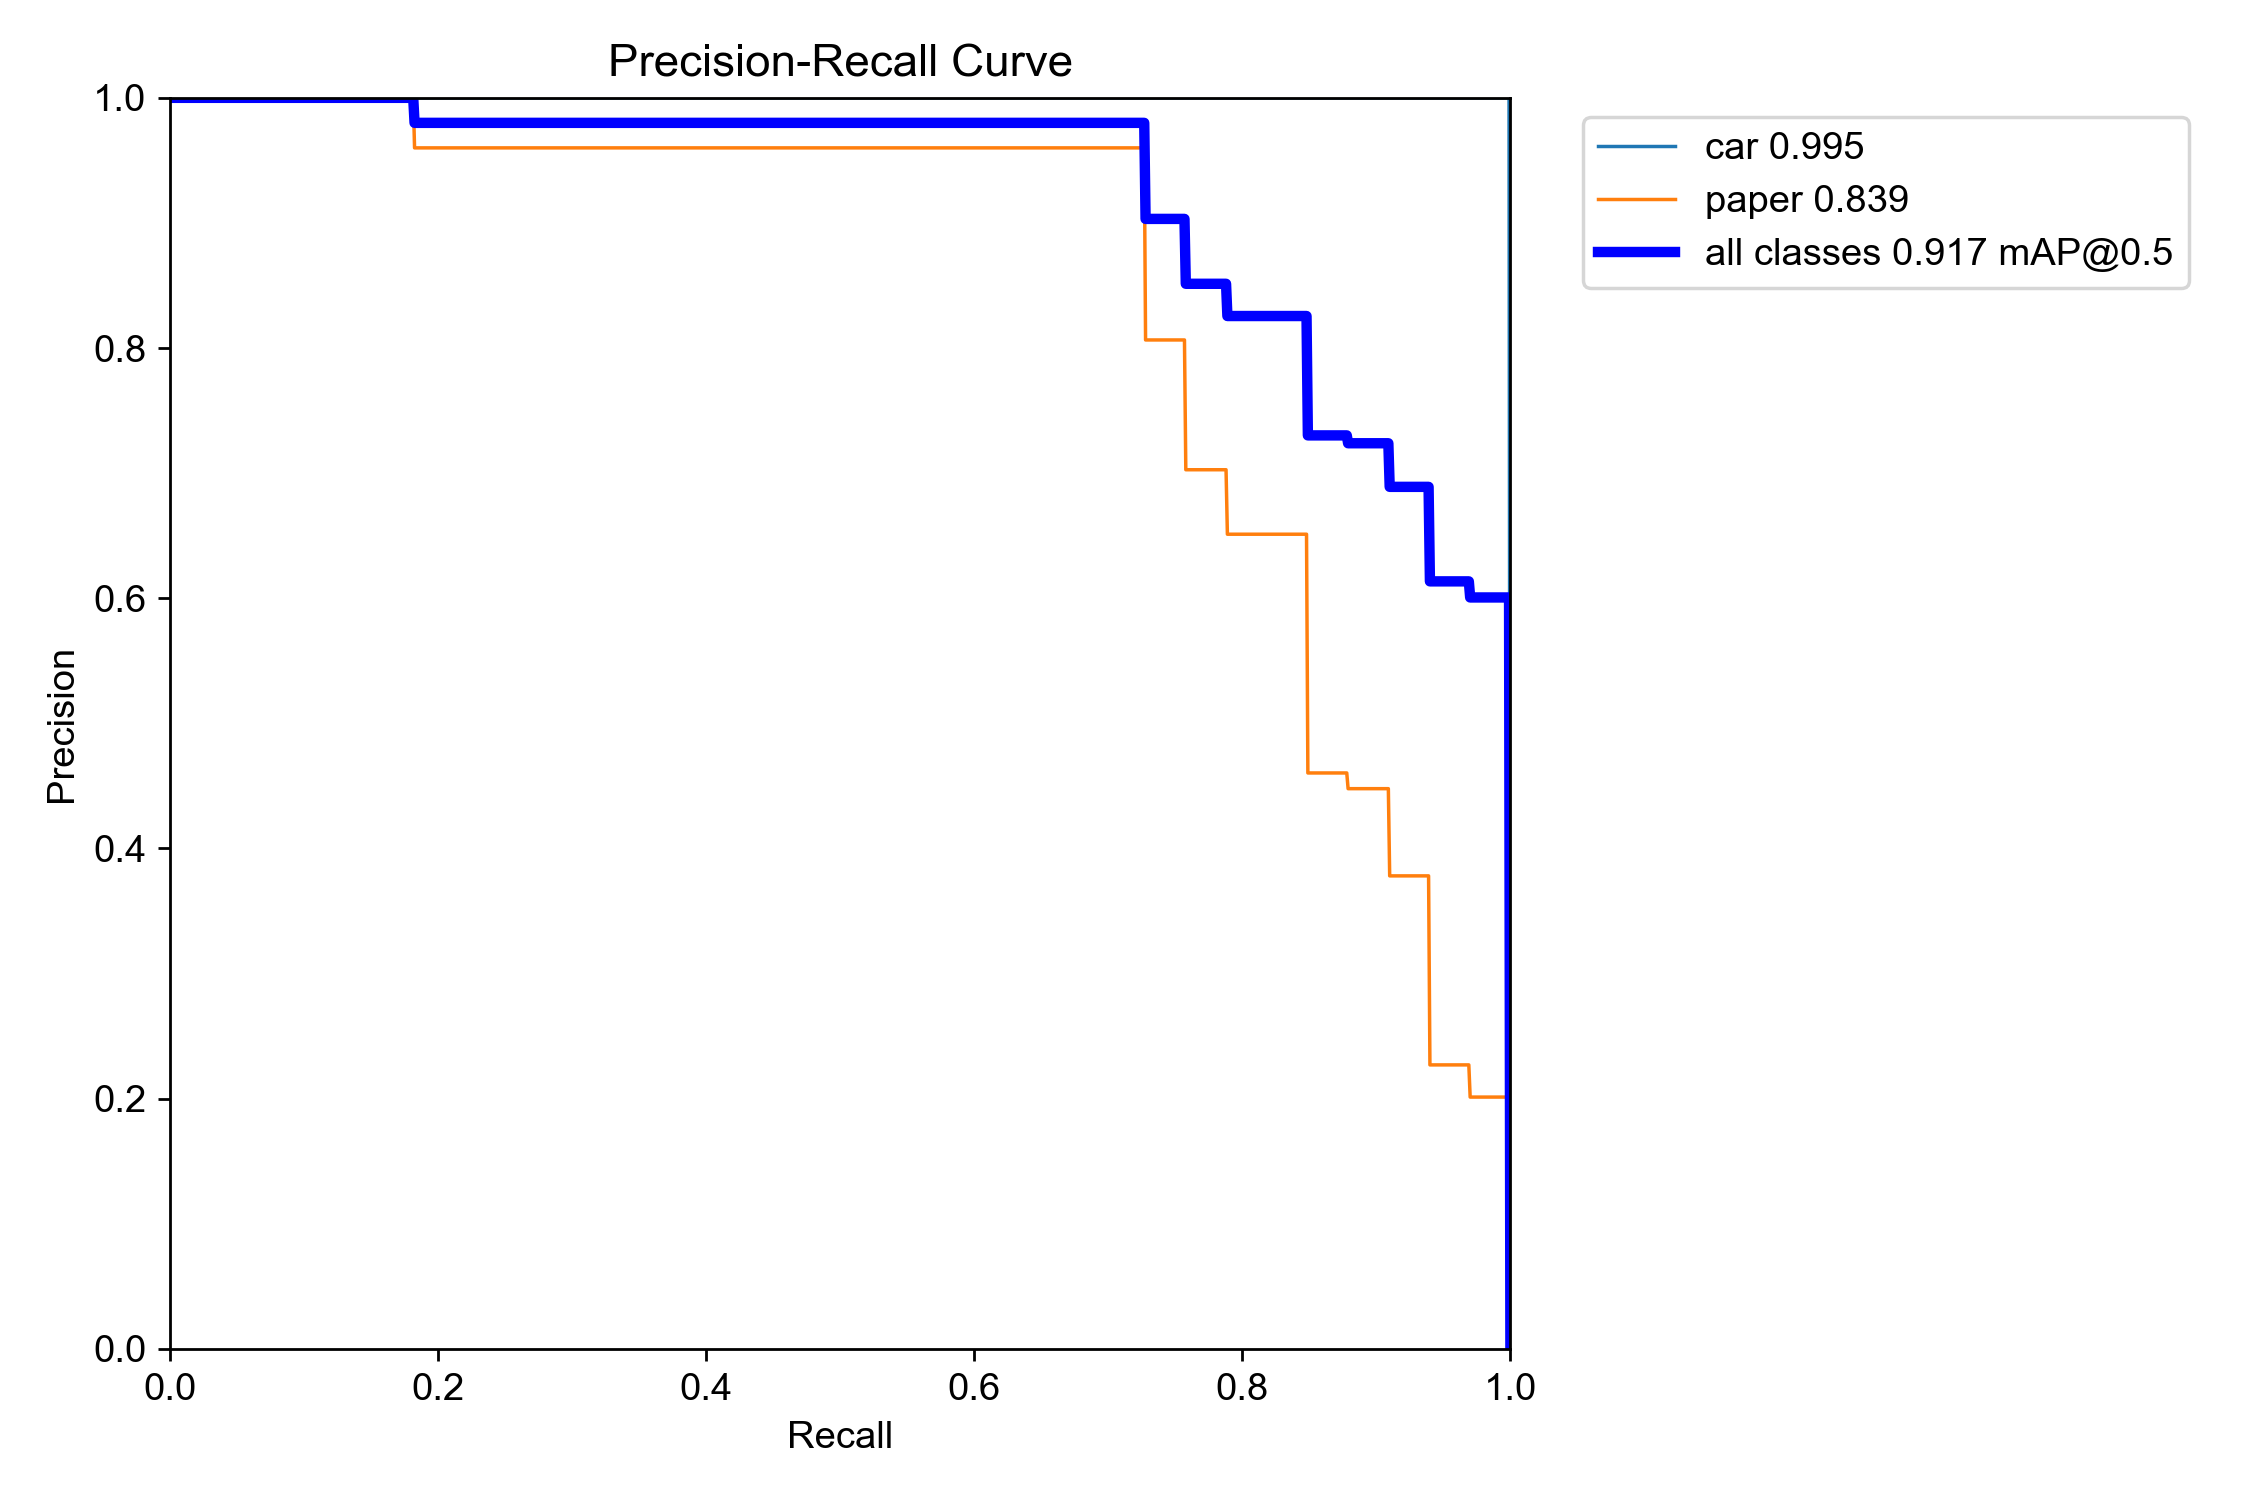 Precision-Recall Curve
1.0
0.8
0.6
0.4
0.2
0.0
Precision
0.0 0.2 0.4 0.6 0.8 1.0
Recall
car 0.995
paper 0.839
all classes 0.917 mAP@0.5